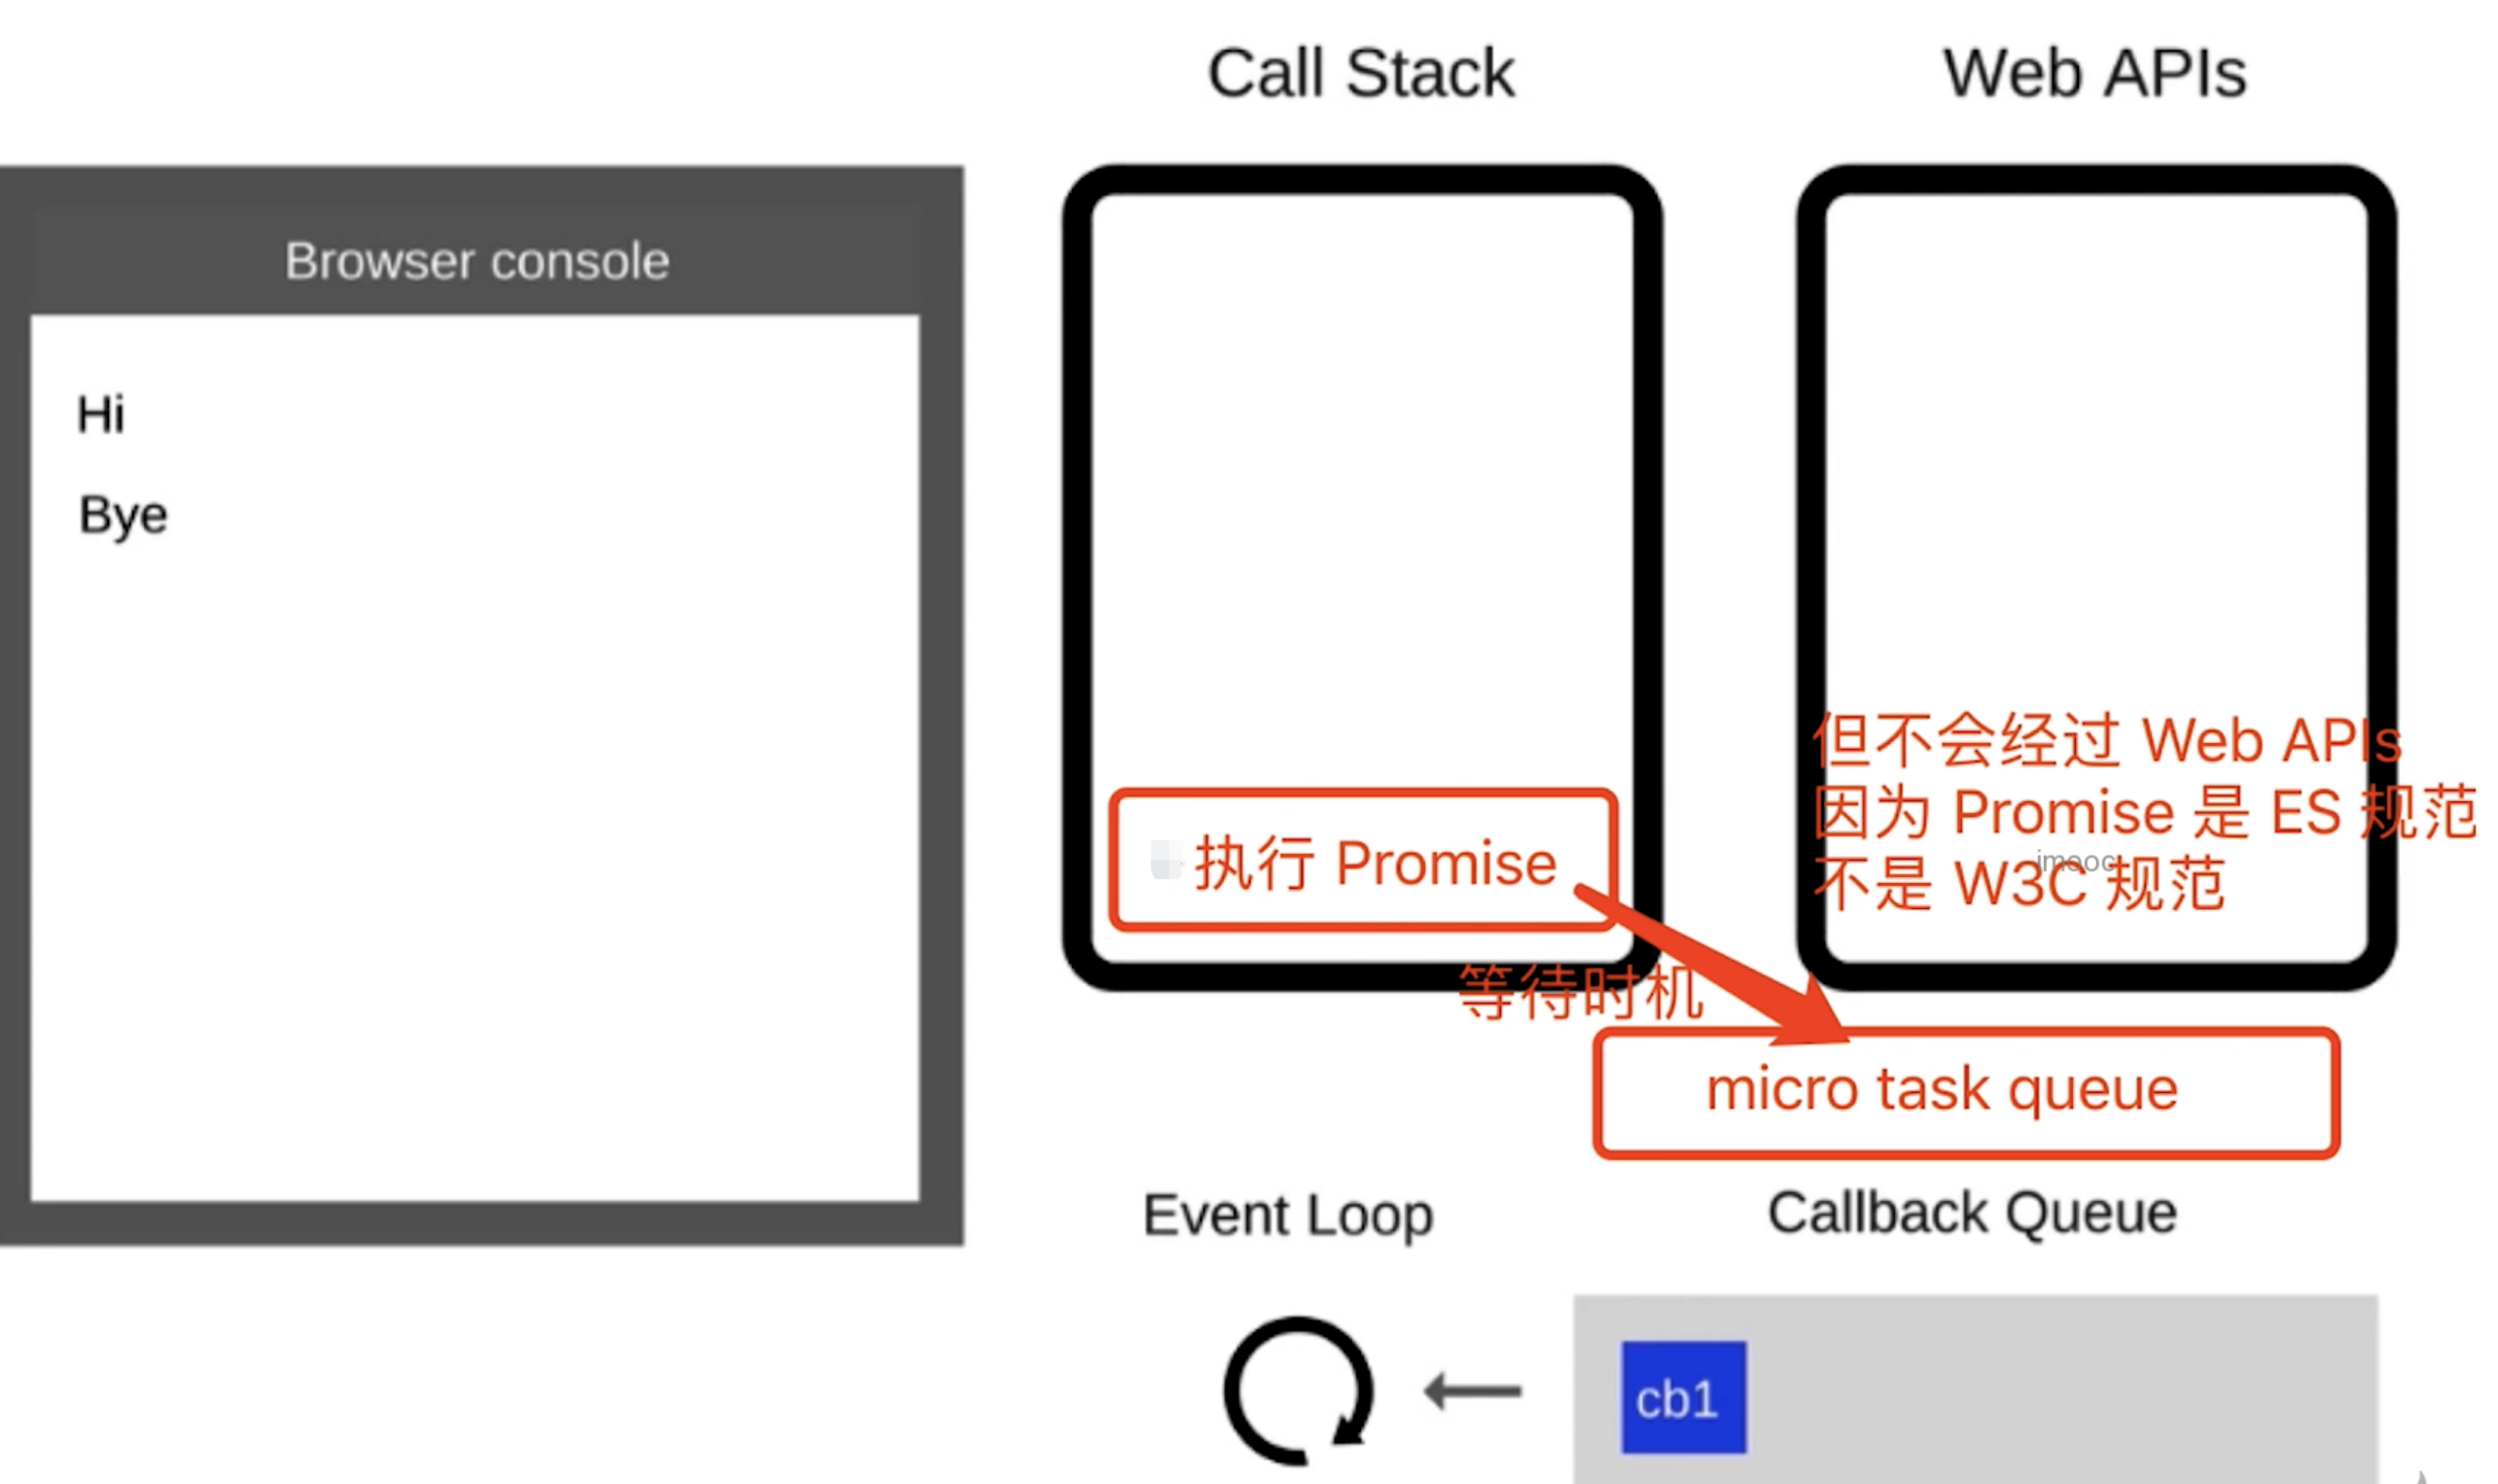 Call Stack
Web APIs
Browser console
Hi
Bye
执行 Promise
但不会经过 Web APIs
因为 Promise 是 ES 规范
不是 W3C 规范
imooc
等待时机
micro task queue
Event Loop
Callback Queue
cb1